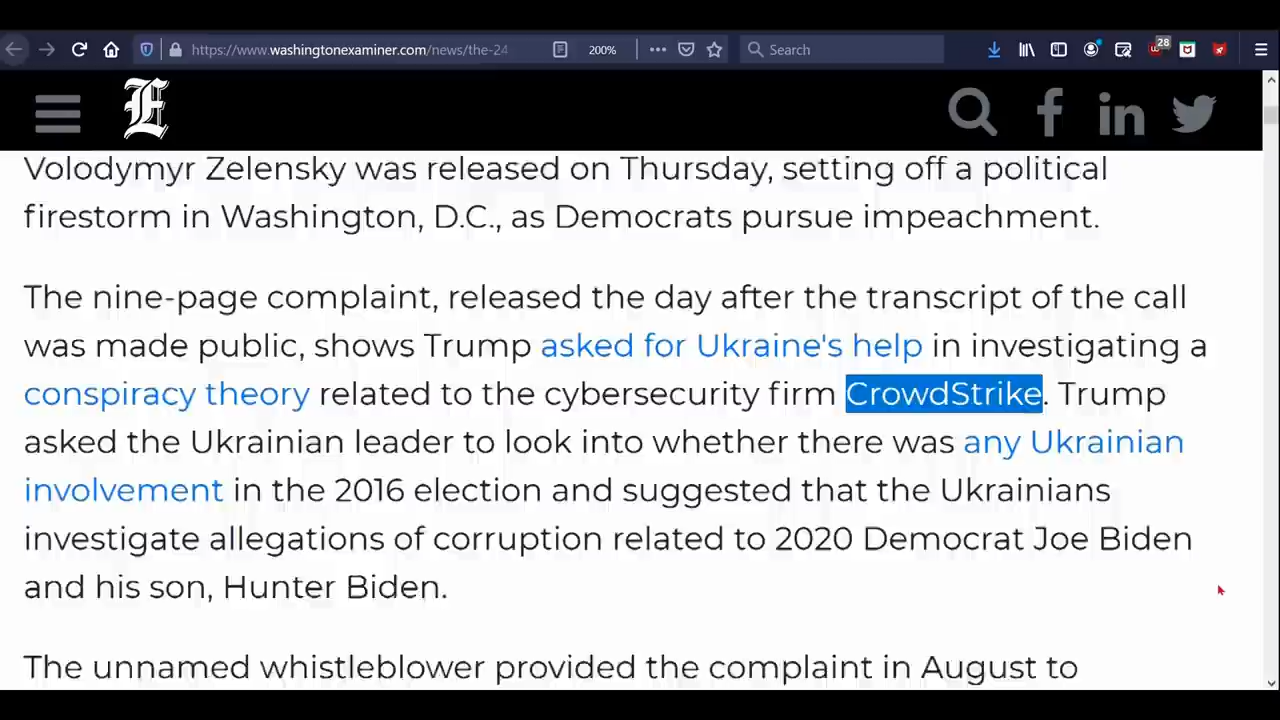 https://www.washingtonexaminer.com/news/the-24
200%
Search
28
E
Volodymyr Zelensky was released on Thursday, setting off a political
firestorm in Washington, D.C., as Democrats pursue impeachment.
The nine-page complaint, released the day after the transcript of the call
was made public, shows Trump asked for Ukraine's help in investigating a
conspiracy theory related to the cybersecurity firm CrowdStrike. Trump
asked the Ukrainian leader to look into whether there was any Ukrainian
involvement in the 2016 election and suggested that the Ukrainians
investigate allegations of corruption related to 2020 Democrat Joe Biden
and his son, Hunter Biden.
The unnamed whistleblower provided the complaint in August to